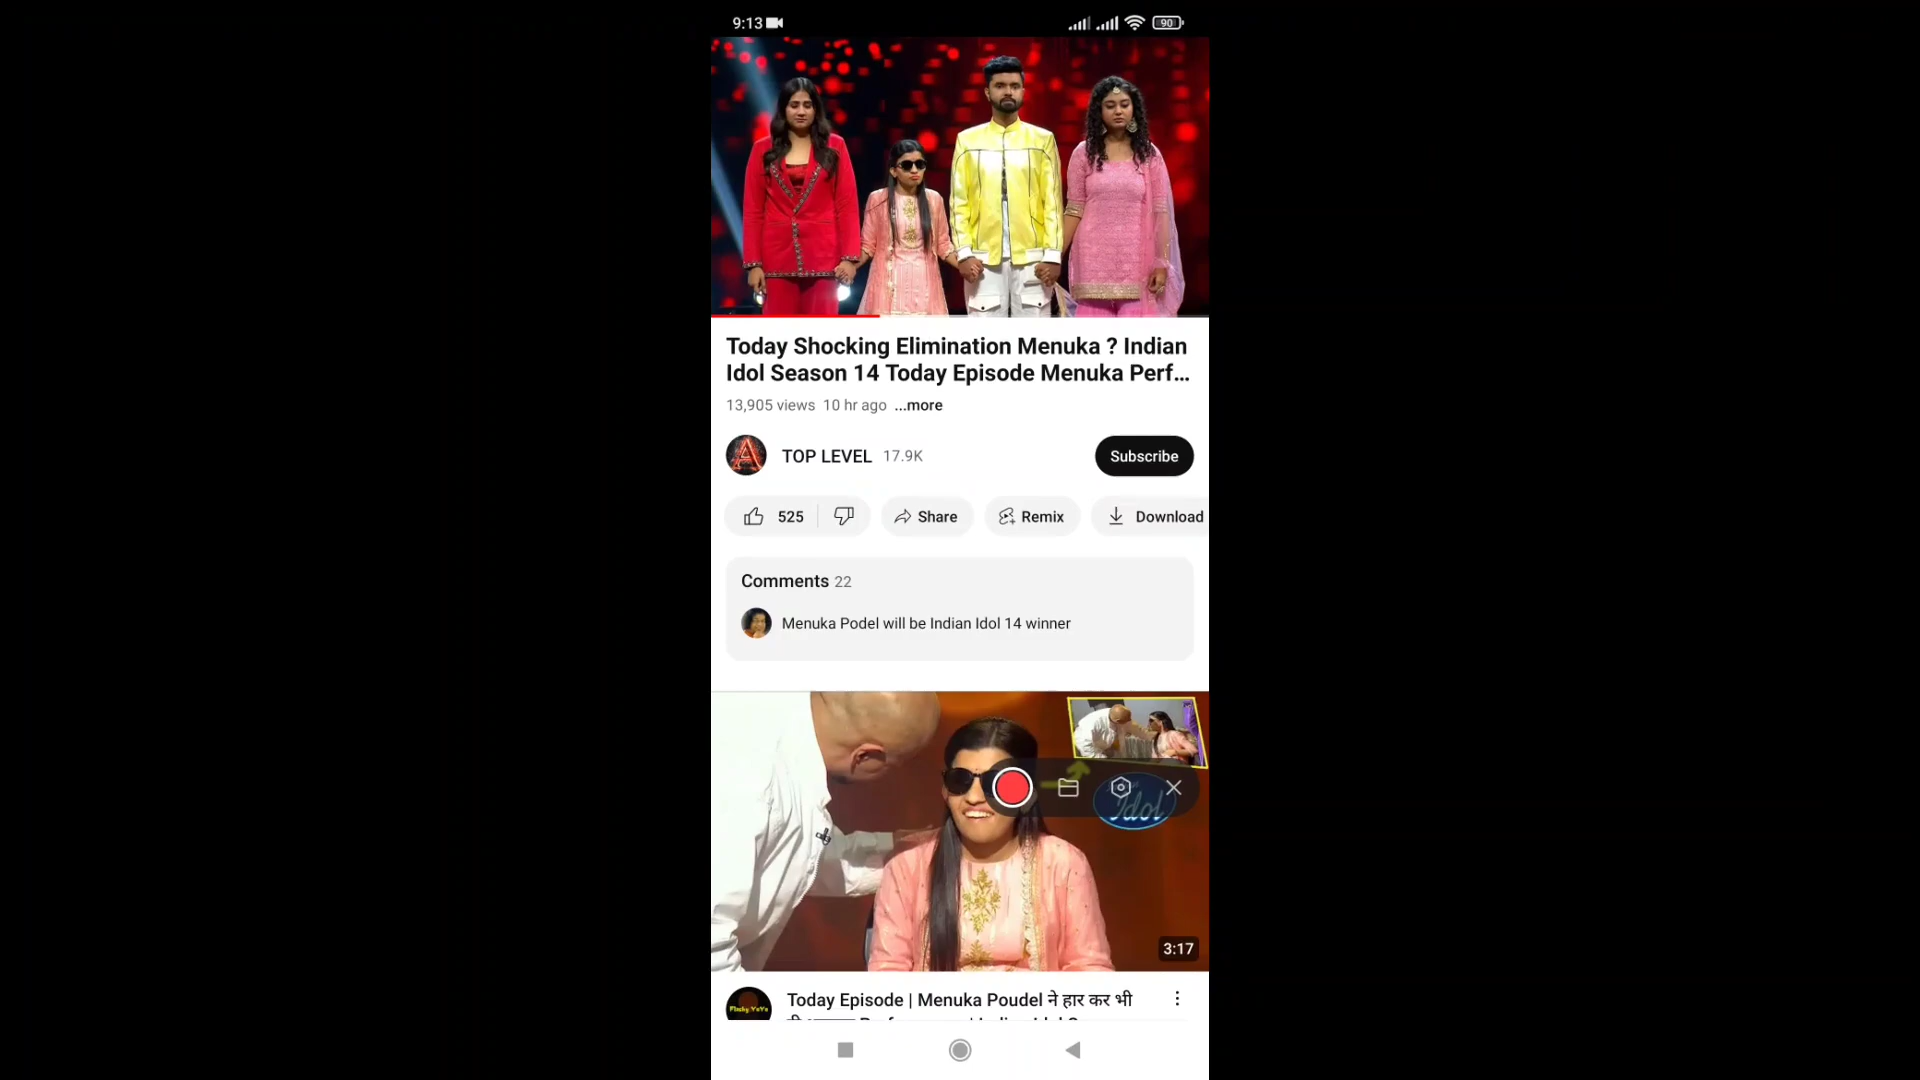 9:13
90
Today Shocking Elimination Menuka ? Indian
Idol Season 14 Today Episode Menuka Perf...
13,905 views 10 hr ago ...more
TOP LEVEL 17.9K
Subscribe
525
Share
Remix
Download
Comments 22
Menuka Podel will be Indian Idol 14 winner
Idol
3:17
Today Episode | Menuka Poudel ने हार कर भी